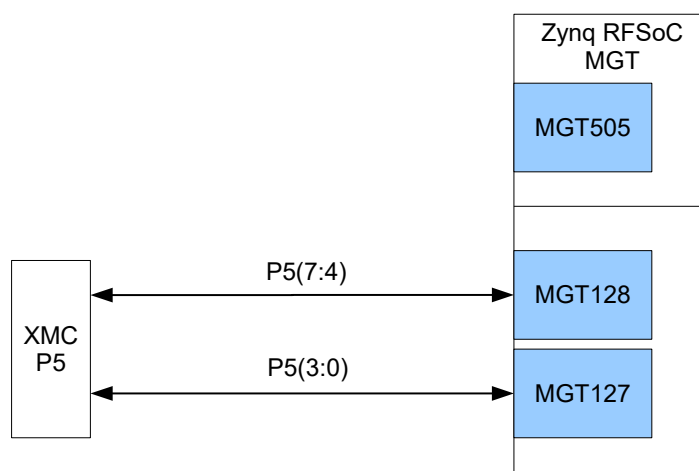 Zynq RFSoC
MGT
MGT505
P5(7:4)
MGT128
XMC
P5
P5(3:0)
MGT127